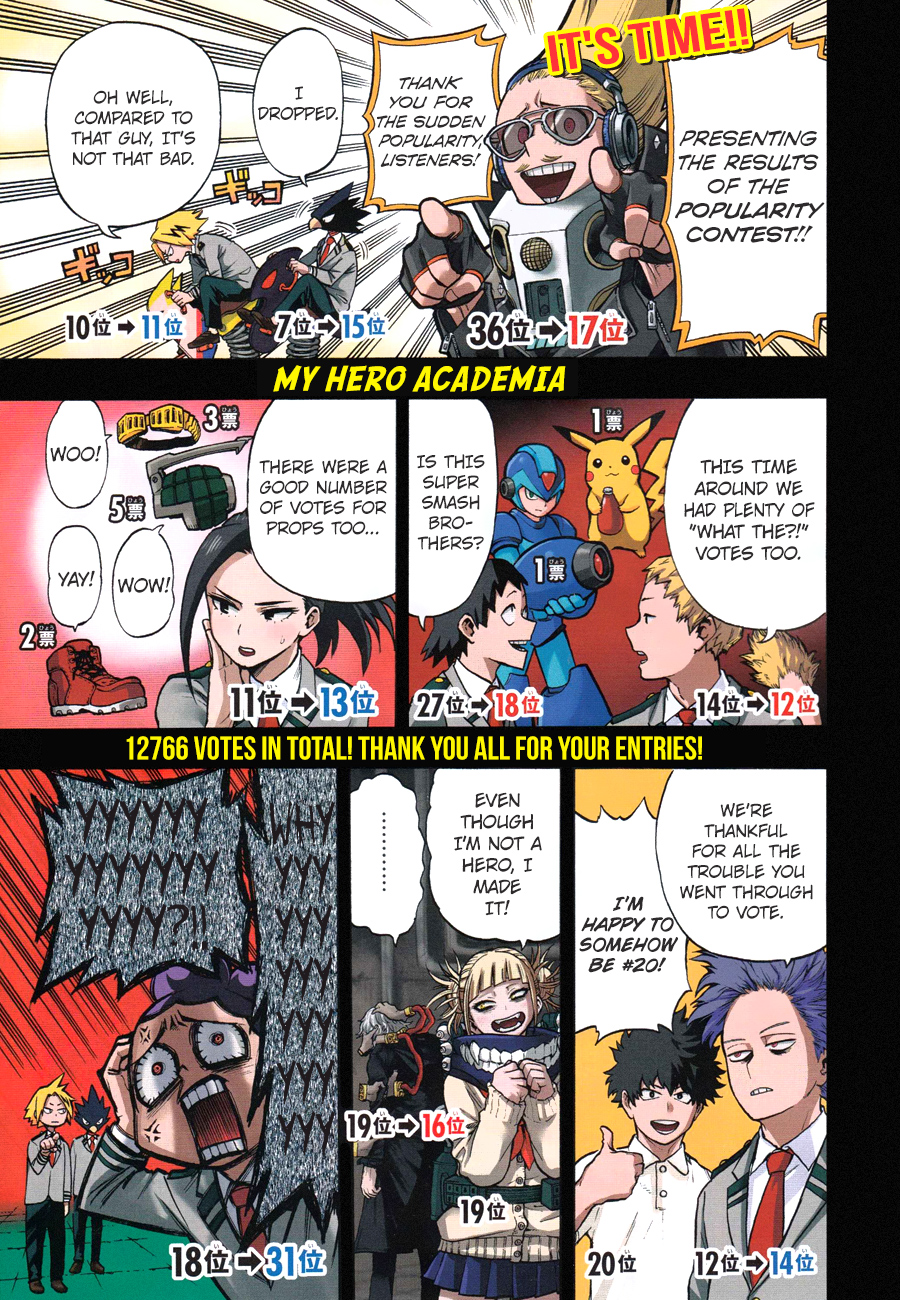 IT'S TIME!!
PRESENTING
THE RESULTS
OF THE
POPULARITY
CONTEST!!
THANK
YOU FOR
THE SUDDEN
POPULARITY,
LISTENERS!
36位➡17位
I
DROPPED.
ギッコ
7位➡15位
OH WELL,
COMPARED TO
THAT GUY, IT'S
NOT THAT BAD.
ギッコ
10位➡11位
MY HERO ACADEMIA
THIS TIME
AROUND WE
HAD PLENTY OF
"WHAT THE?!"
VOTES TOO.
1票
1票
IS THIS
SUPER
SMASH
BRO-
THERS?
14位➡12位
27位➡18位
THERE WERE A
GOOD NUMBER
OF VOTES FOR
PROPS TOO...
3票
5票
2票
WOO!
WOW!
YAY!
11位➡13位
12766 VOTES IN TOTAL! THANK YOU ALL FOR YOUR ENTRIES!
WE'RE
THANKFUL
FOR ALL THE
TROUBLE YOU
WENT THROUGH
TO VOTE.
I'M
HAPPY TO
SOMEHOW
BE #20!
12位➡14位
20位
EVEN
THOUGH
I'M NOT A
HERO, I
MADE
IT!
..........
19位➡16位
19位
WHY
YYY
YYY
YYY
YYY
YYY
YYY
YYYYYY
YYYYYYY
YYYY?!!
18位➡31位